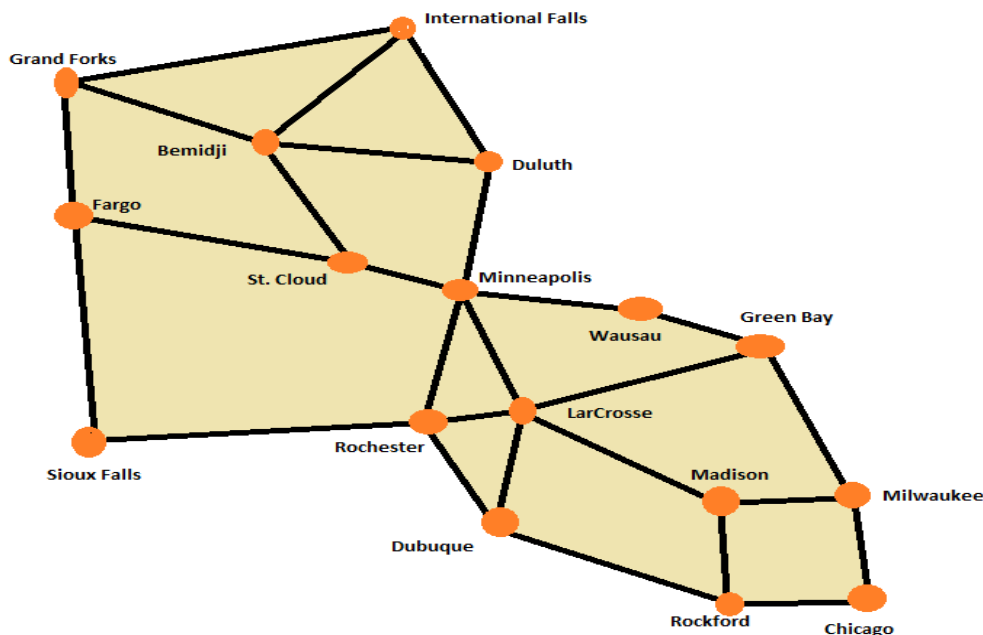 International Falls
Grand Forks
Bemidji
Duluth
Fargo
St. Cloud
Minneapolis
Wausau
Green Bay
LarCrosse
Rochester
Sioux Falls
Madison
Milwaukee
Dubuque
Rockford
Chicago